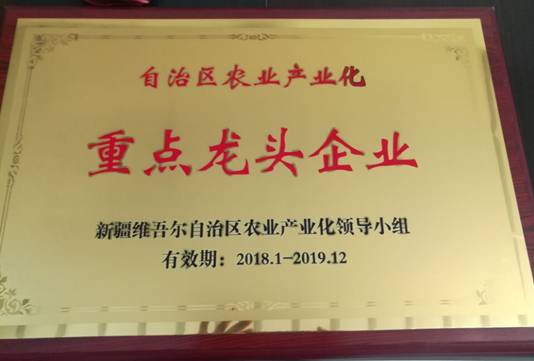 自治区农业产业化
重点龙头企业
新疆维吾尔自治区农业产业化领导小组
有效期：2018.1-2019.12